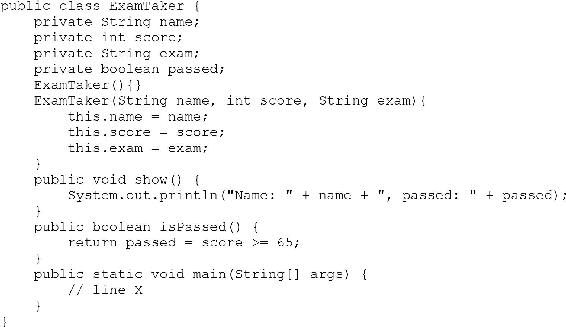 public class ExamTaker {
    private String name;
    private int score;
    private String exam;
    private boolean passed;
    ExamTaker(){}
    ExamTaker(String name, int score, String exam){
        this.name = name;
        this.score = score;
        this.exam = exam;
    }
    public void show() {
        System.out.println("Name: " + name + ", passed: " + passed);
    }
    public boolean isPassed() {
        return passed = score >= 65;
    }
    public static void main(String[] args) {
        // line X
    }
}